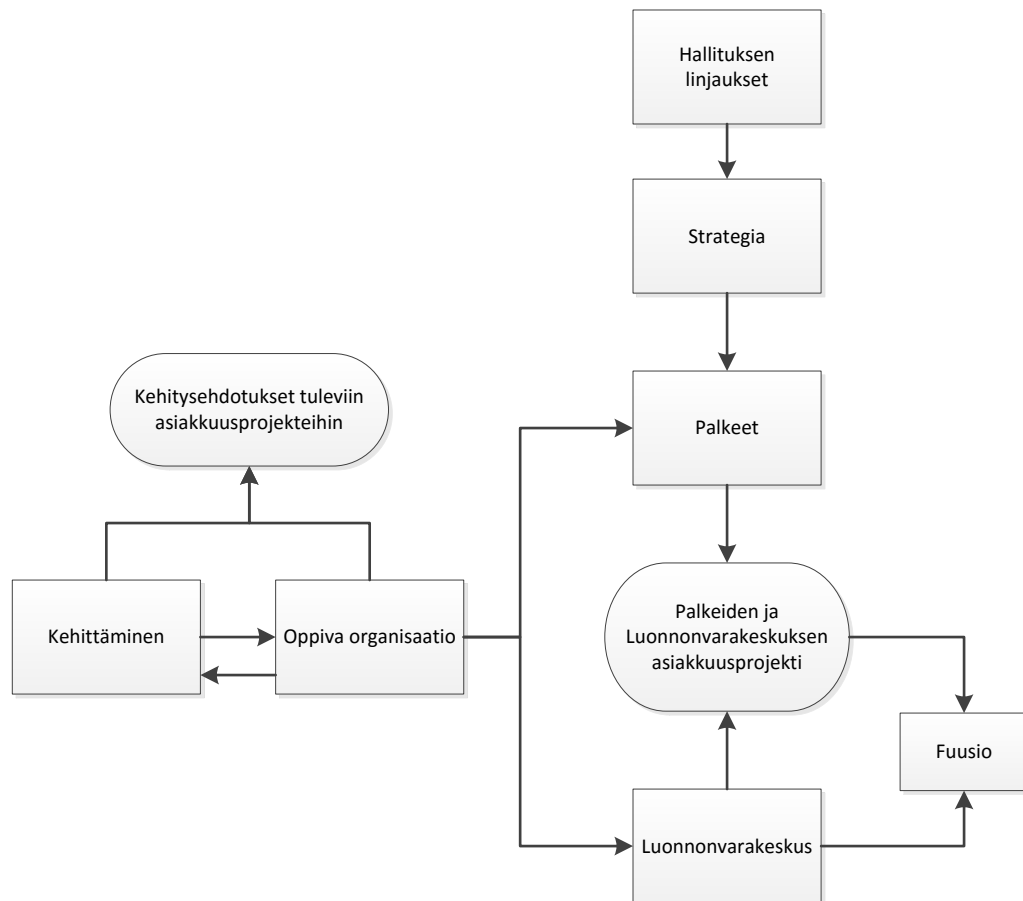 Hallituksen
linjaukset
Strategia
Kehitysehdotukset tuleviin
asiakkuusprojekteihin
Palkeet
Kehittäminen
Oppiva organisaatio
Palkeiden ja
Luonnonvarakeskuksen
asiakkuusprojekti
Fuusio
Luonnonvarakeskus